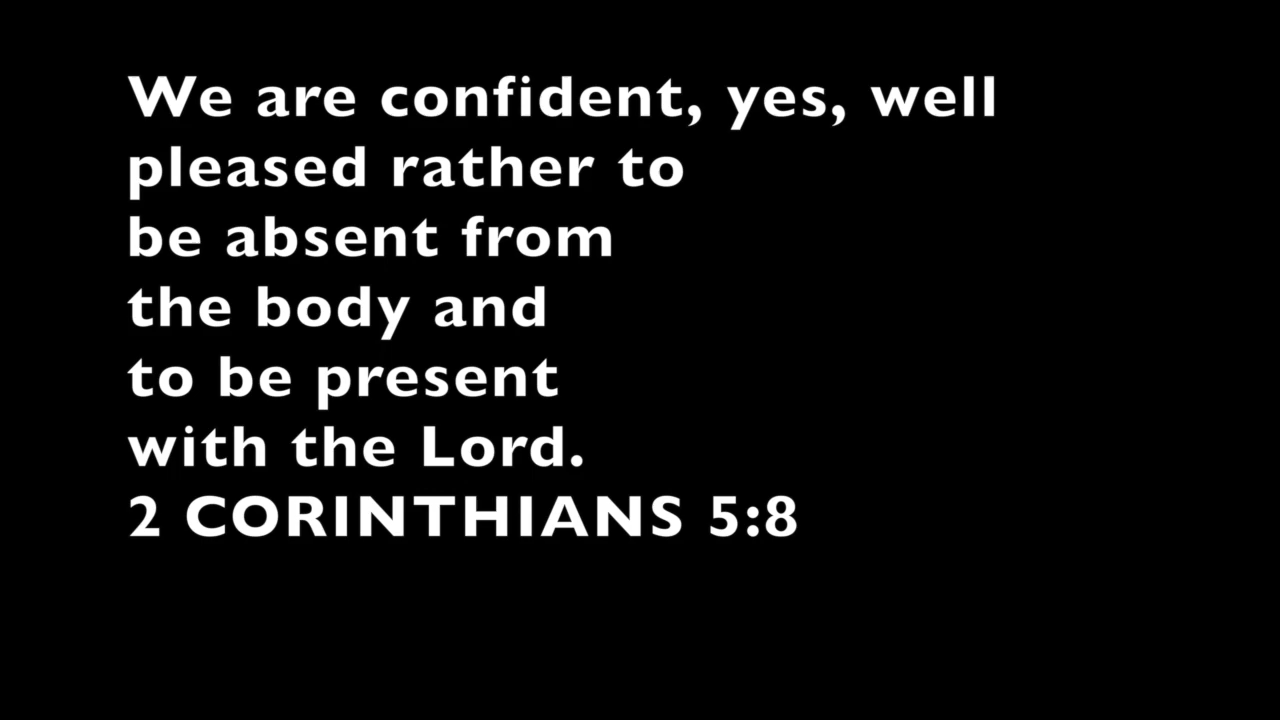 We are confident, yes, well
pleased rather to
be absent from
the body and
to be present
with the Lord.
2 CORINTHIANS 5:8